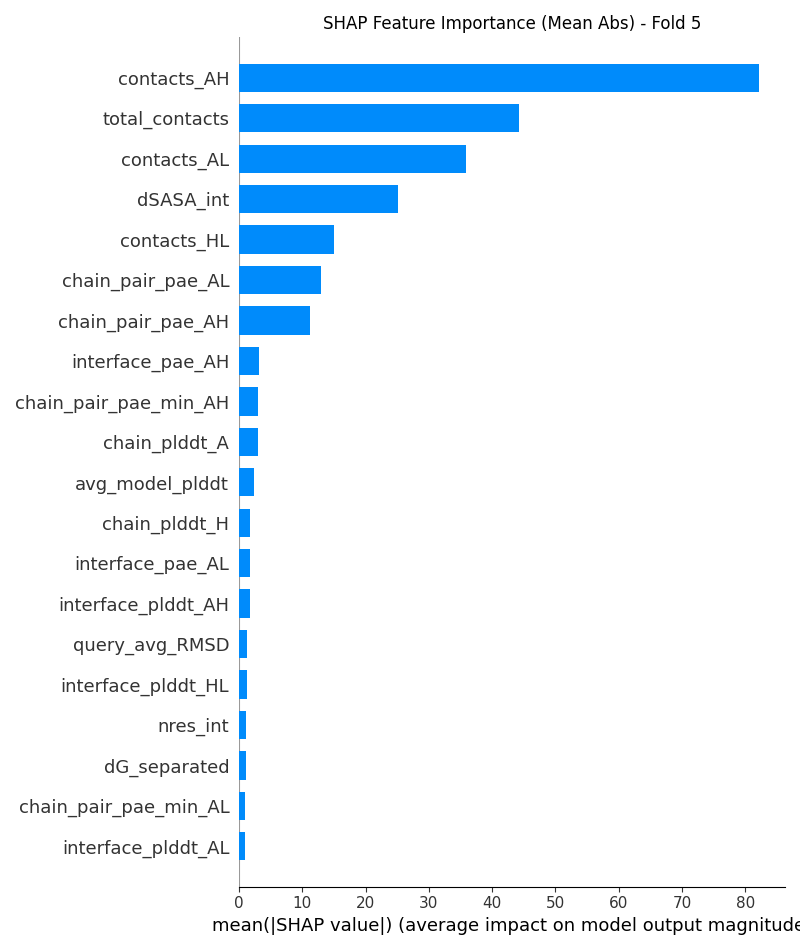 SHAP Feature Importance (Mean Abs) - Fold 5
contacts_AH
total_contacts
contacts_AL
dSASA_int
contacts_HL
chain_pair_pae_AL
chain_pair_pae_AH
interface_pae_AH
chain_pair_pae_min_AH
chain_plddt_A
avg_model_plddt
chain_plddt_H
interface_pae_AL
interface_plddt_AH
query_avg_RMSD
interface_plddt_HL
nres_int
dG_separated
chain_pair_pae_min_AL
interface_plddt_AL
0 10 20 30 40 50 60 70 80
mean(|SHAP value|) (average impact on model output magnitude